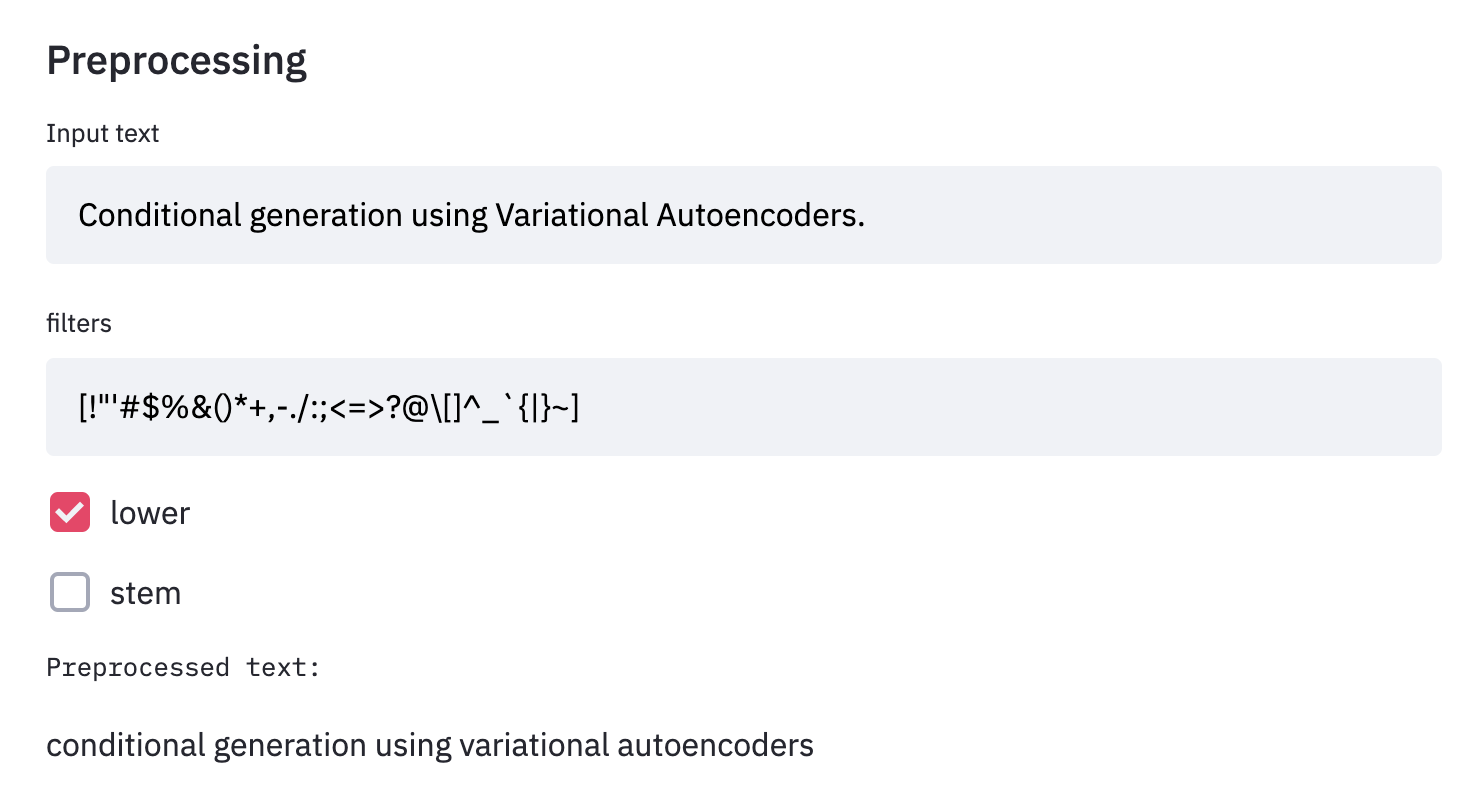 Preprocessing
Input text
Conditional generation using Variational Autoencoders.
filters
[!"'#$%&()*+,-./:;<=>?@\[]^_`{|}~]
lower
stem
Preprocessed text:
conditional generation using variational autoencoders